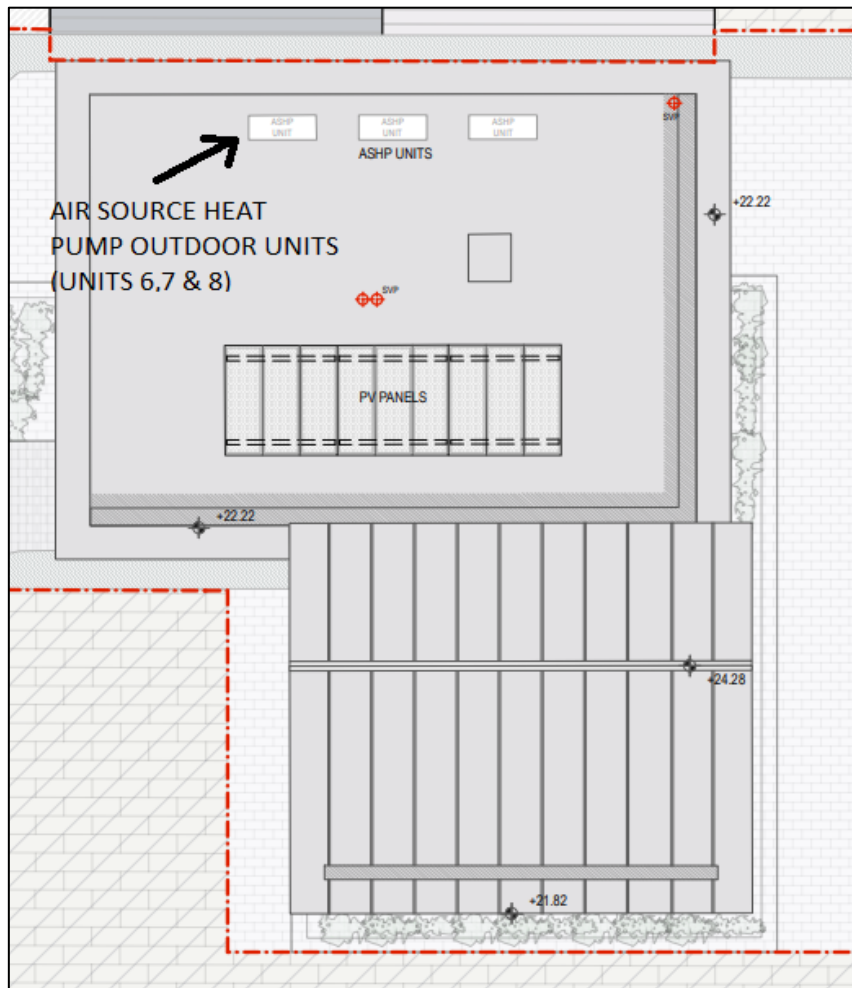 ASHP
UNIT
ASHP
UNIT
ASHP
UNIT
ASHP UNITS
SVP
+22.22
AIR SOURCE HEAT
PUMP OUTDOOR UNITS
(UNITS 6,7 & 8)
SVP
PV PANELS
+22.22
+24.28
+21.82